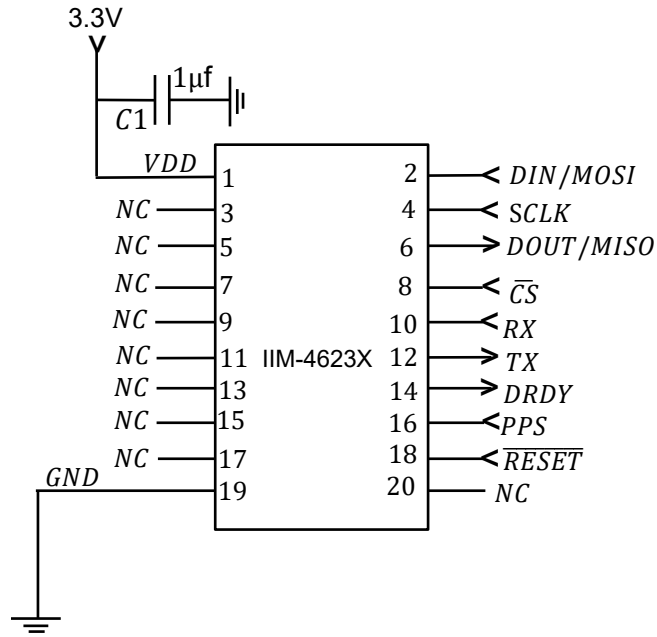 3.3V
1μf
C1
VDD 1 2 DIN/MOSI
NC 3 4 SCLK
NC 5 6 DOUT/MISO
NC 7 8 C̅S̅
NC 9 10 RX
NC 11 IIM-4623X 12 TX
NC 13 14 DRDY
NC 15 16 PPS
NC 17 18 R̅E̅S̅E̅T̅
GND 19 20 NC